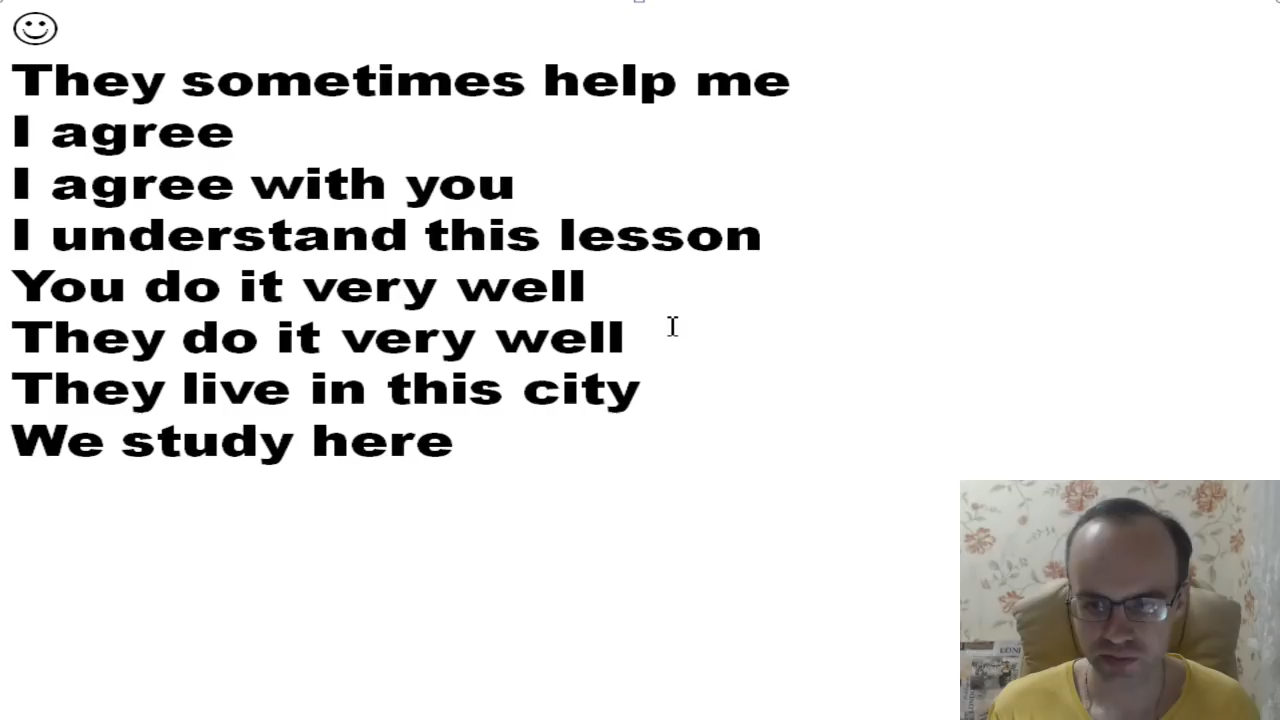 They sometimes help me
I agree
I agree with you
I understand this lesson
You do it very well
They do it very well
They live in this city
We study here